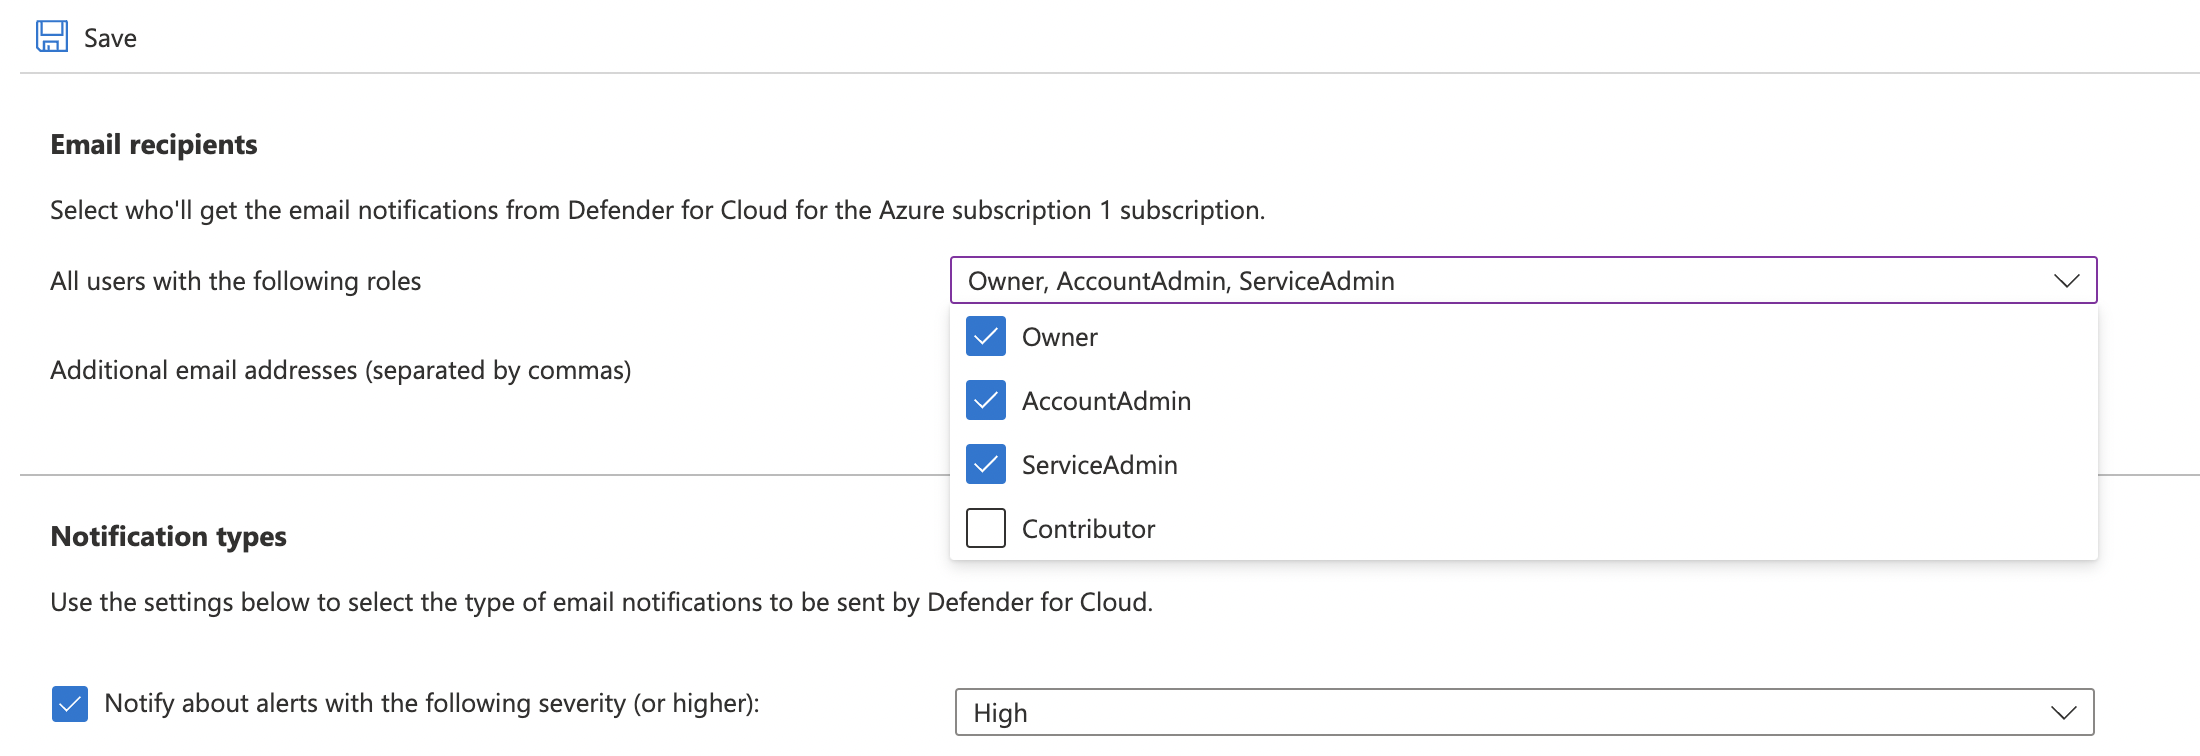 Save
Email recipients
Select who'll get the email notifications from Defender for Cloud for the Azure subscription 1 subscription.
All users with the following roles
Owner, AccountAdmin, ServiceAdmin
Owner
AccountAdmin
ServiceAdmin
Contributor
Additional email addresses (separated by commas)
Notification types
Use the settings below to select the type of email notifications to be sent by Defender for Cloud.
Notify about alerts with the following severity (or higher):
High